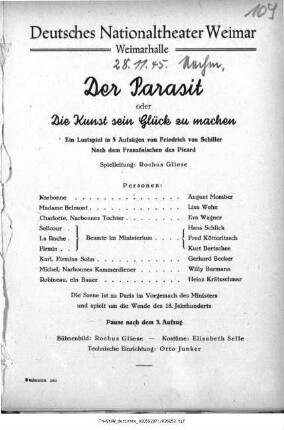 109
Deutsches Nationaltheater Weimar
Weimarhalle
28.11.45. Nachm.
Der Parasit
oder
Die Kunst sein Glück zu machen
Ein Lustspiel in 5 Aufzügen von Friedrich von Schiller
Nach dem Französischen des Picard
Spielleitung: Rochus Gliese
Personen:
Narbonne . . . August Momber
Madame Belmont . . . Lisa Wehn
Charlotte, Narbonnes Tochter . . . Eva Wagner
Selicour . . . Hans Schlick
La Roche . . . Beamte im Ministerium . . . Fred Kötteritzsch
Firmin . . . Kurt Bertschee
Karl, Firmins Sohn . . . Gerhard Becker
Michel, Narbonnes Kammerdiener . . . Willy Burmann
Robineau, ein Bauer . . . Heinz Krätzschmar
Die Szene ist zu Paris im Vorgemach des Ministers
und spielt um die Wende des 18. Jahrhunderts
Pause nach dem 3. Aufzug
Bühnenbild: Rochus Gliese — Kostüme: Elisabeth Selle
Technische Einrichtung: Otto Junker